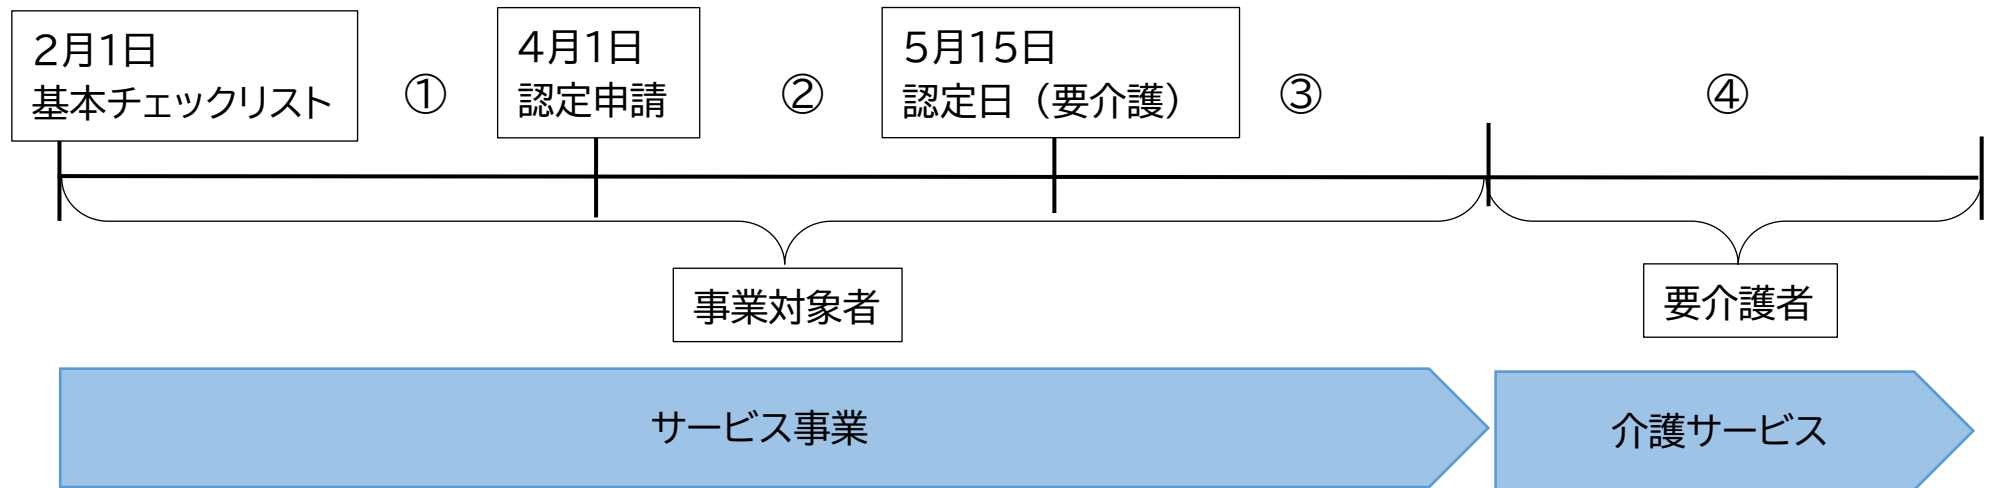 2月1日
基本チェックリスト
①
4月1日
認定申請
②
5月15日
認定日（要介護）
③
④
事業対象者
要介護者
サービス事業
介護サービス